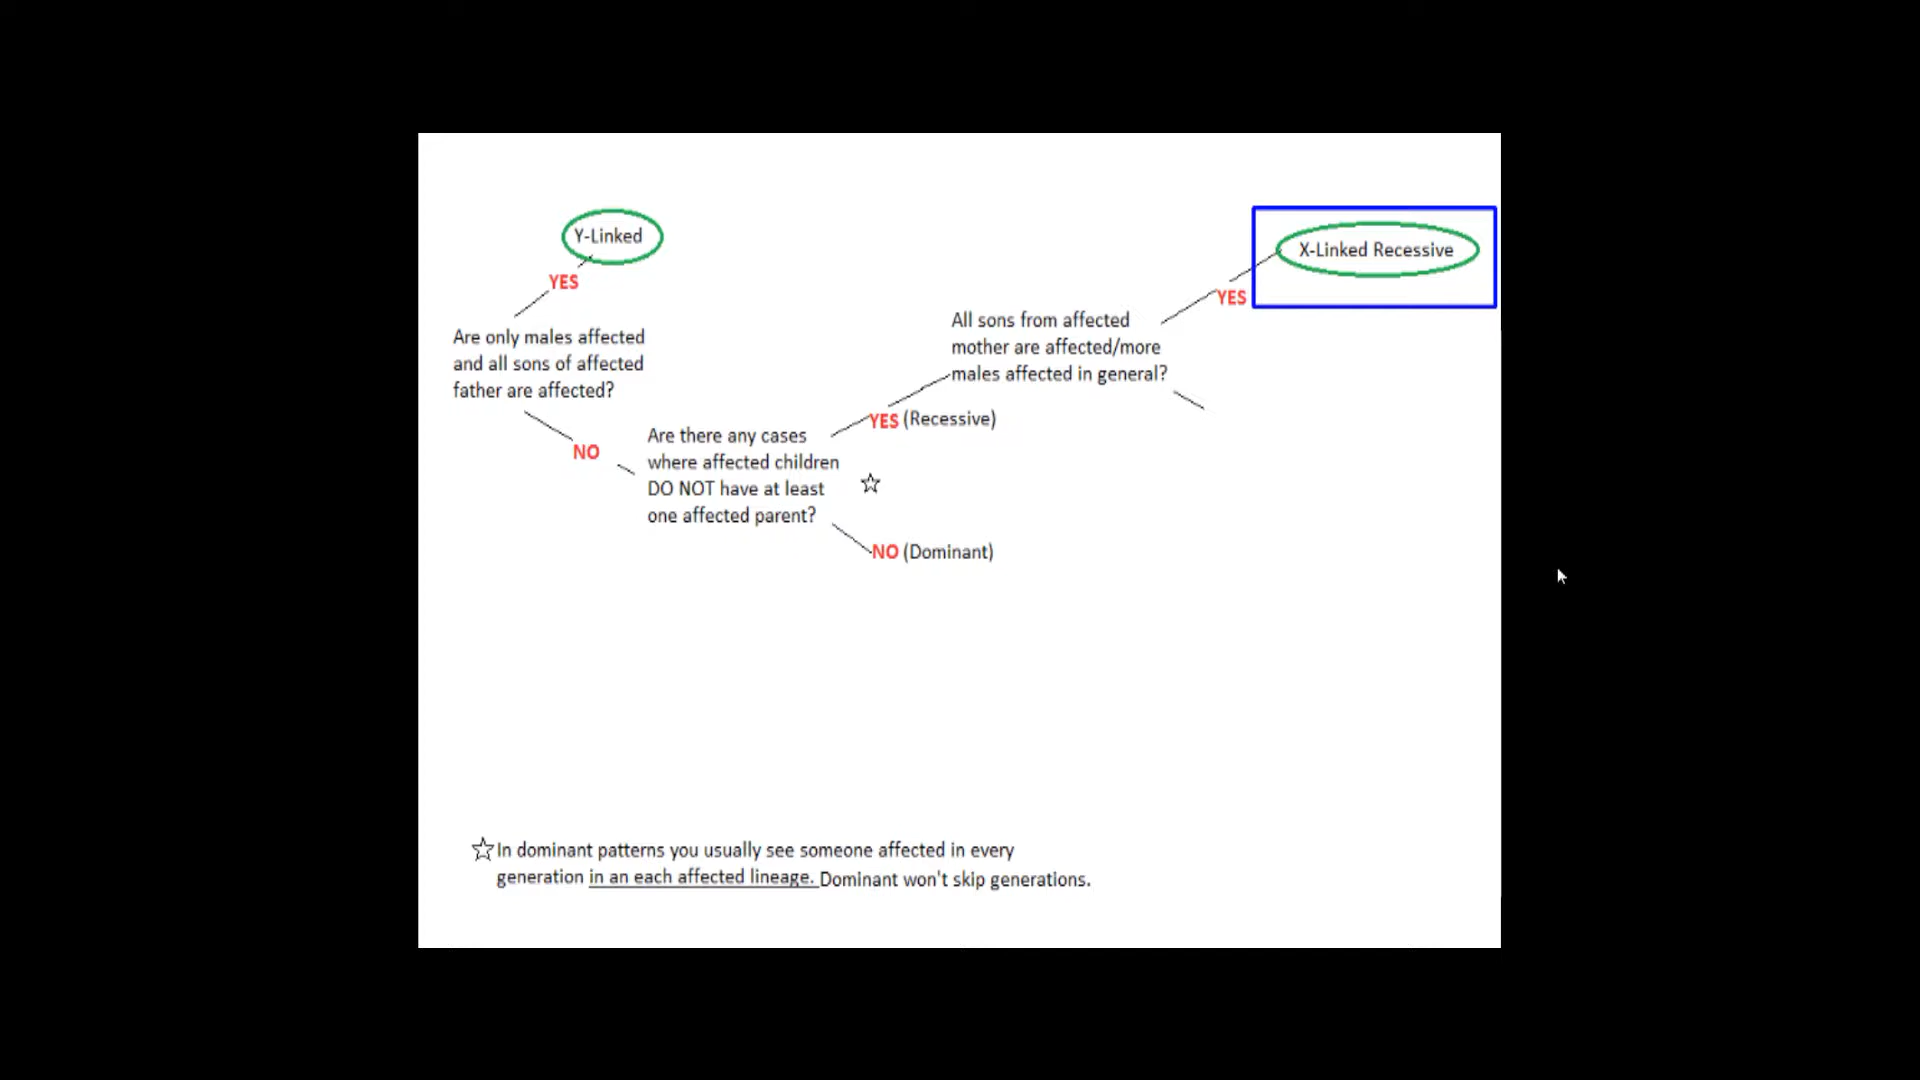 Y-Linked
YES
Are only males affected
and all sons of affected
father are affected?
NO
Are there any cases
where affected children
DO NOT have at least
one affected parent?
☆
YES (Recessive)
NO (Dominant)
All sons from affected
mother are affected/more
males affected in general?
YES
X-Linked Recessive
☆In dominant patterns you usually see someone affected in every
generation in an each affected lineage. Dominant won't skip generations.